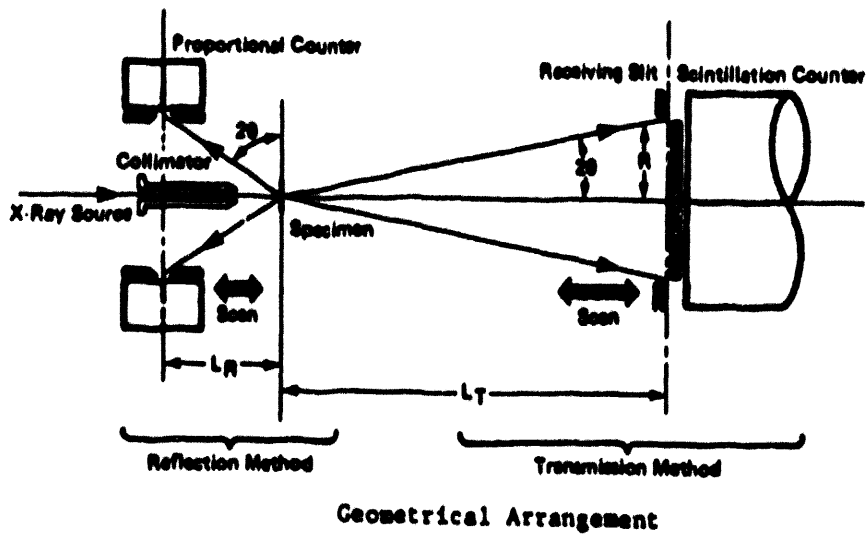 Proportional Counter
Receiving Slit Scintillation Counter
2θ
Collimator
2θ
R
X-Ray Source
Specimen
Scan
Scan
L_R
L_T
Reflection Method
Transmission Method
Geometrical Arrangement